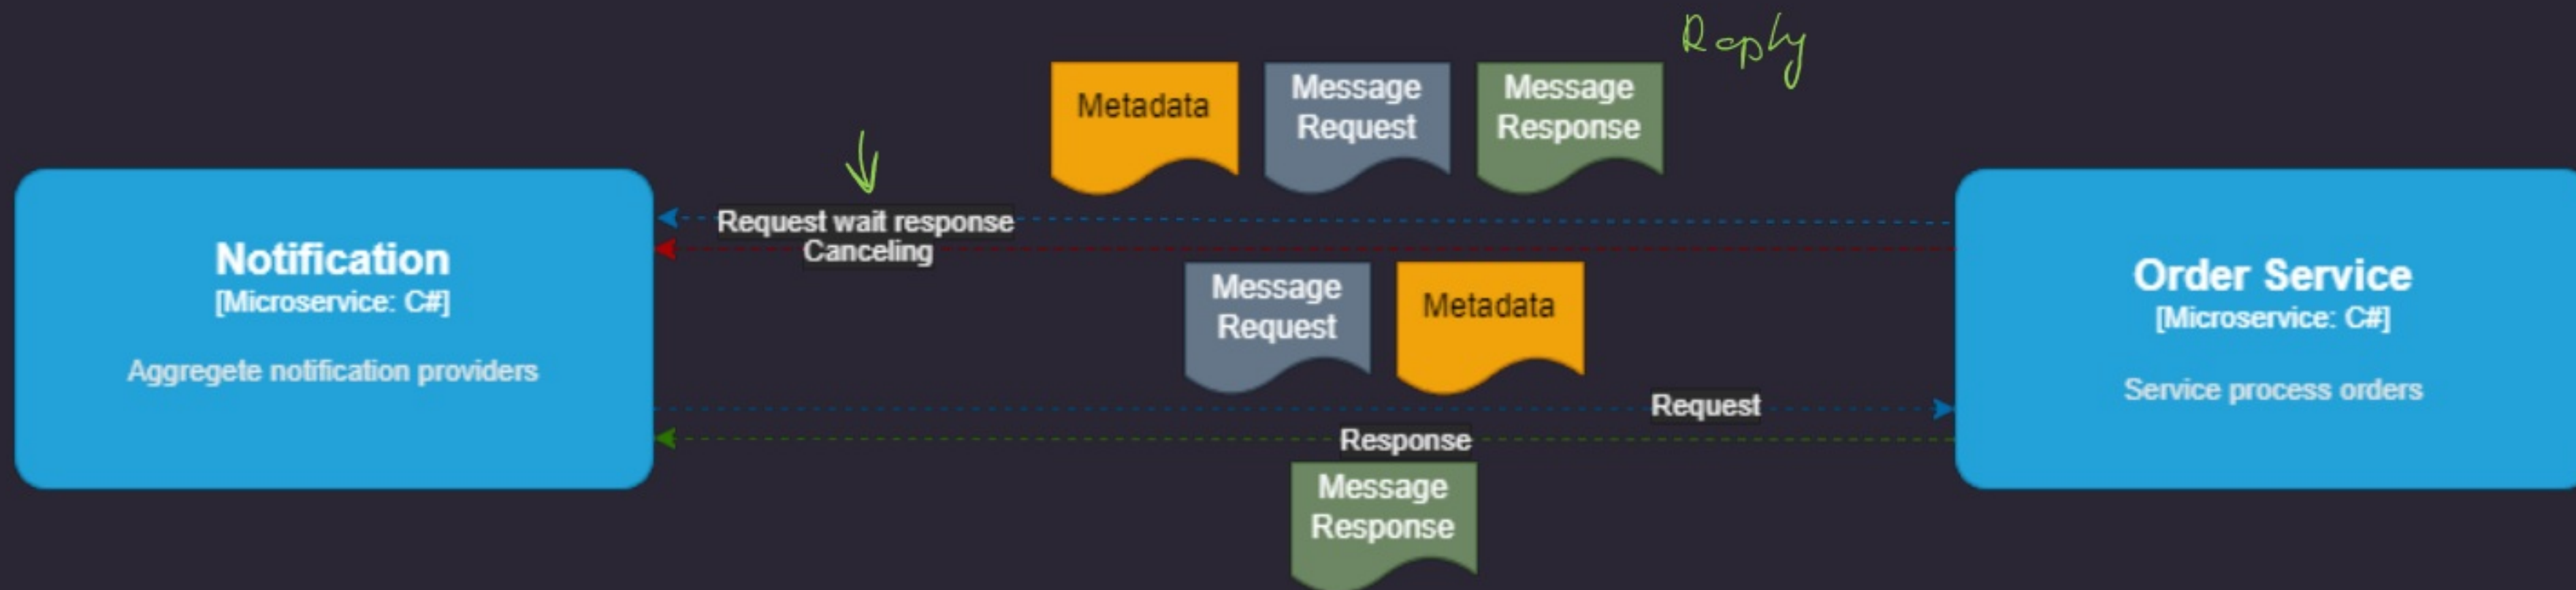 Reply
Metadata
Message
Request
Message
Response
Request wait response
Canceling
Notification
[Microservice: C#]
Aggregete notification providers
Message
Request
Metadata
Order Service
[Microservice: C#]
Service process orders
Request
Response
Message
Response